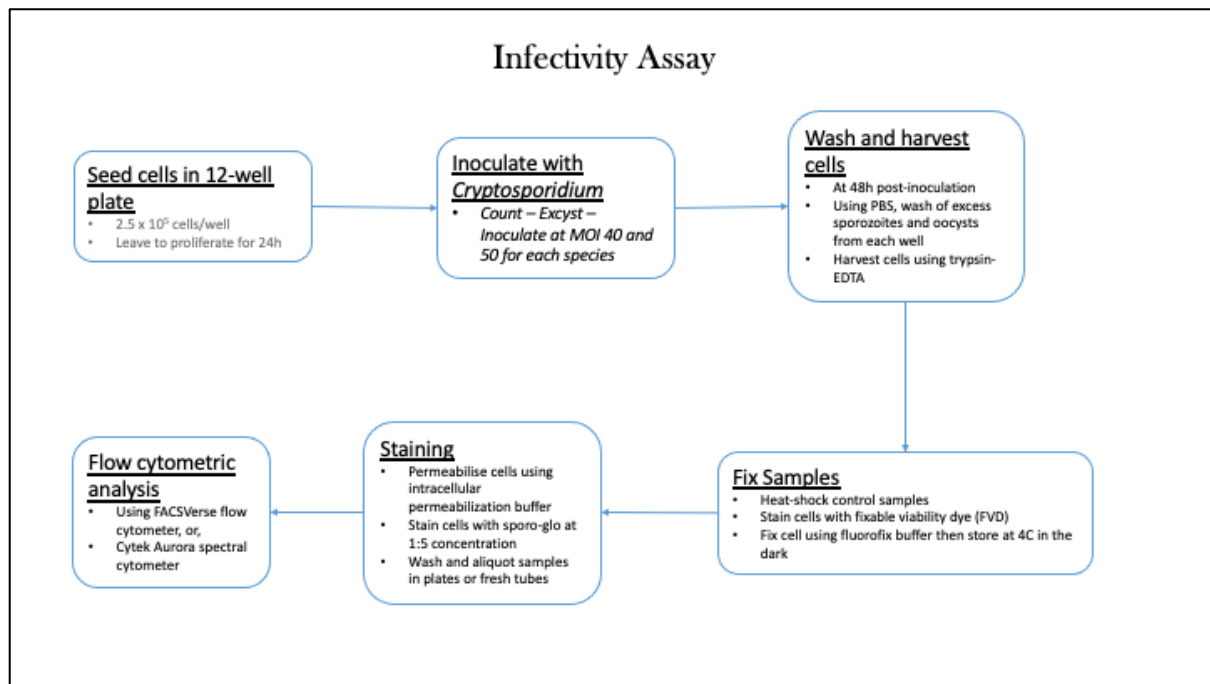 Infectivity Assay
Seed cells in 12-well
plate
• 2.5 x 10⁵ cells/well
• Leave to proliferate for 24h
Inoculate with
Cryptosporidium
• Count – Excyst –
Inoculate at MOI 40 and
50 for each species
Wash and harvest
cells
• At 48h post-inoculation
• Using PBS, wash of excess
sporozoites and oocysts
from each well
• Harvest cells using trypsin-
EDTA
Fix Samples
• Heat-shock control samples
• Stain cells with fixable viability dye (FVD)
• Fix cell using fluorofix buffer then store at 4C in the
dark
Staining
• Permeabilise cells using
intracellular
permeabilization buffer
• Stain cells with sporo-glo at
1:5 concentration
• Wash and aliquot samples
in plates or fresh tubes
Flow cytometric
analysis
• Using FACSVerse flow
cytometer, or,
• Cytek Aurora spectral
cytometer